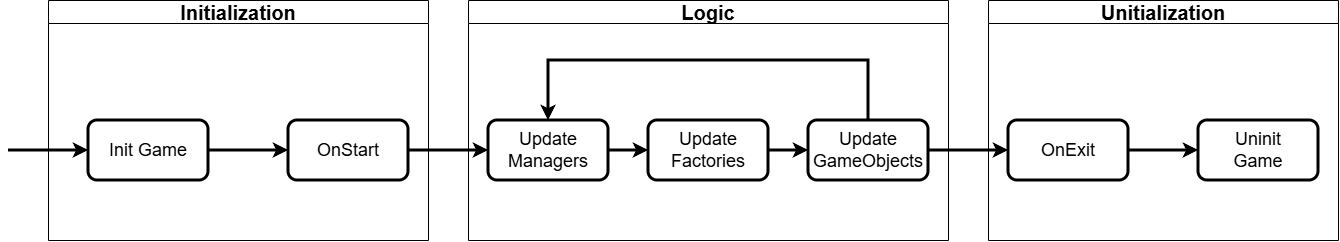 Initialization
Logic
Unitialization
Init Game
OnStart
Update
Managers
Update
Factories
Update
GameObjects
OnExit
Uninit
Game